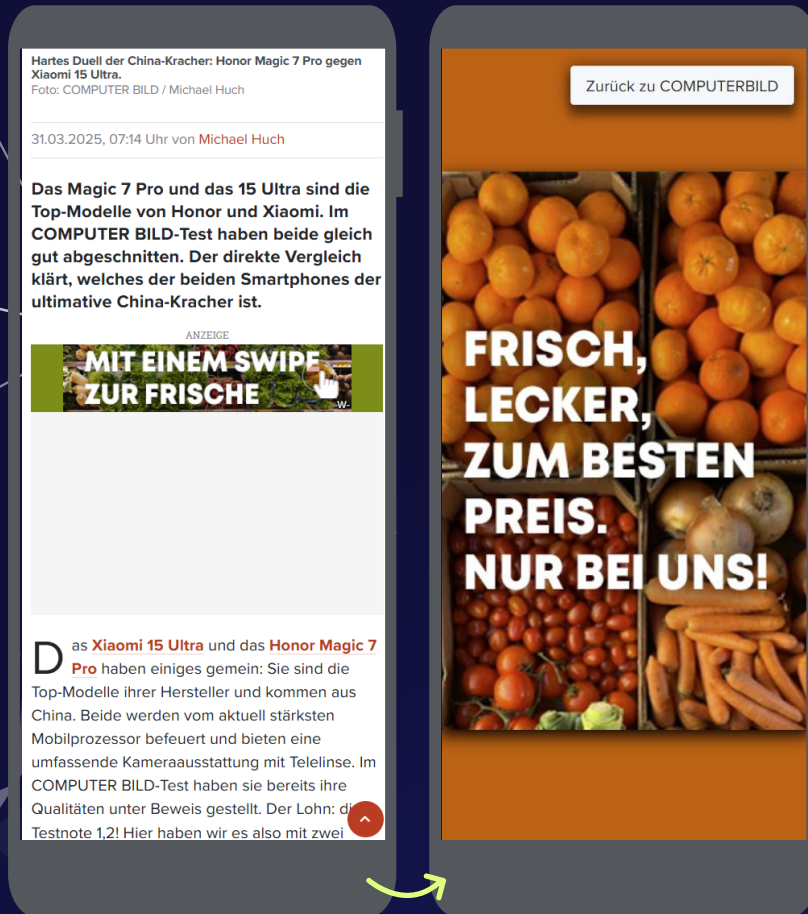 Hartes Duell der China-Kracher: Honor Magic 7 Pro gegen
Xiaomi 15 Ultra.
Foto: COMPUTER BILD / Michael Huch
31.03.2025, 07:14 Uhr von Michael Huch
Das Magic 7 Pro und das 15 Ultra sind die
Top-Modelle von Honor und Xiaomi. Im
COMPUTER BILD-Test haben beide gleich
gut abgeschnitten. Der direkte Vergleich
klärt, welches der beiden Smartphones der
ultimative China-Kracher ist.
ANZEIGE
MIT EINEM SWIPE
ZUR FRISCHE
-W-
Das Xiaomi 15 Ultra und das Honor Magic 7
Pro haben einiges gemein: Sie sind die
Top-Modelle ihrer Hersteller und kommen aus
China. Beide werden vom aktuell stärksten
Mobilprozessor befeuert und bieten eine
umfassende Kameraausstattung mit Telelinse. Im
COMPUTER BILD-Test haben sie bereits ihre
Qualitäten unter Beweis gestellt. Der Lohn:
Testnote 1,2! Hier haben wir es also mit zwei
Zurück zu COMPUTERBILD
FRISCH,
LECKER,
ZUM BESTEN
PREIS.
NUR BEI UNS!